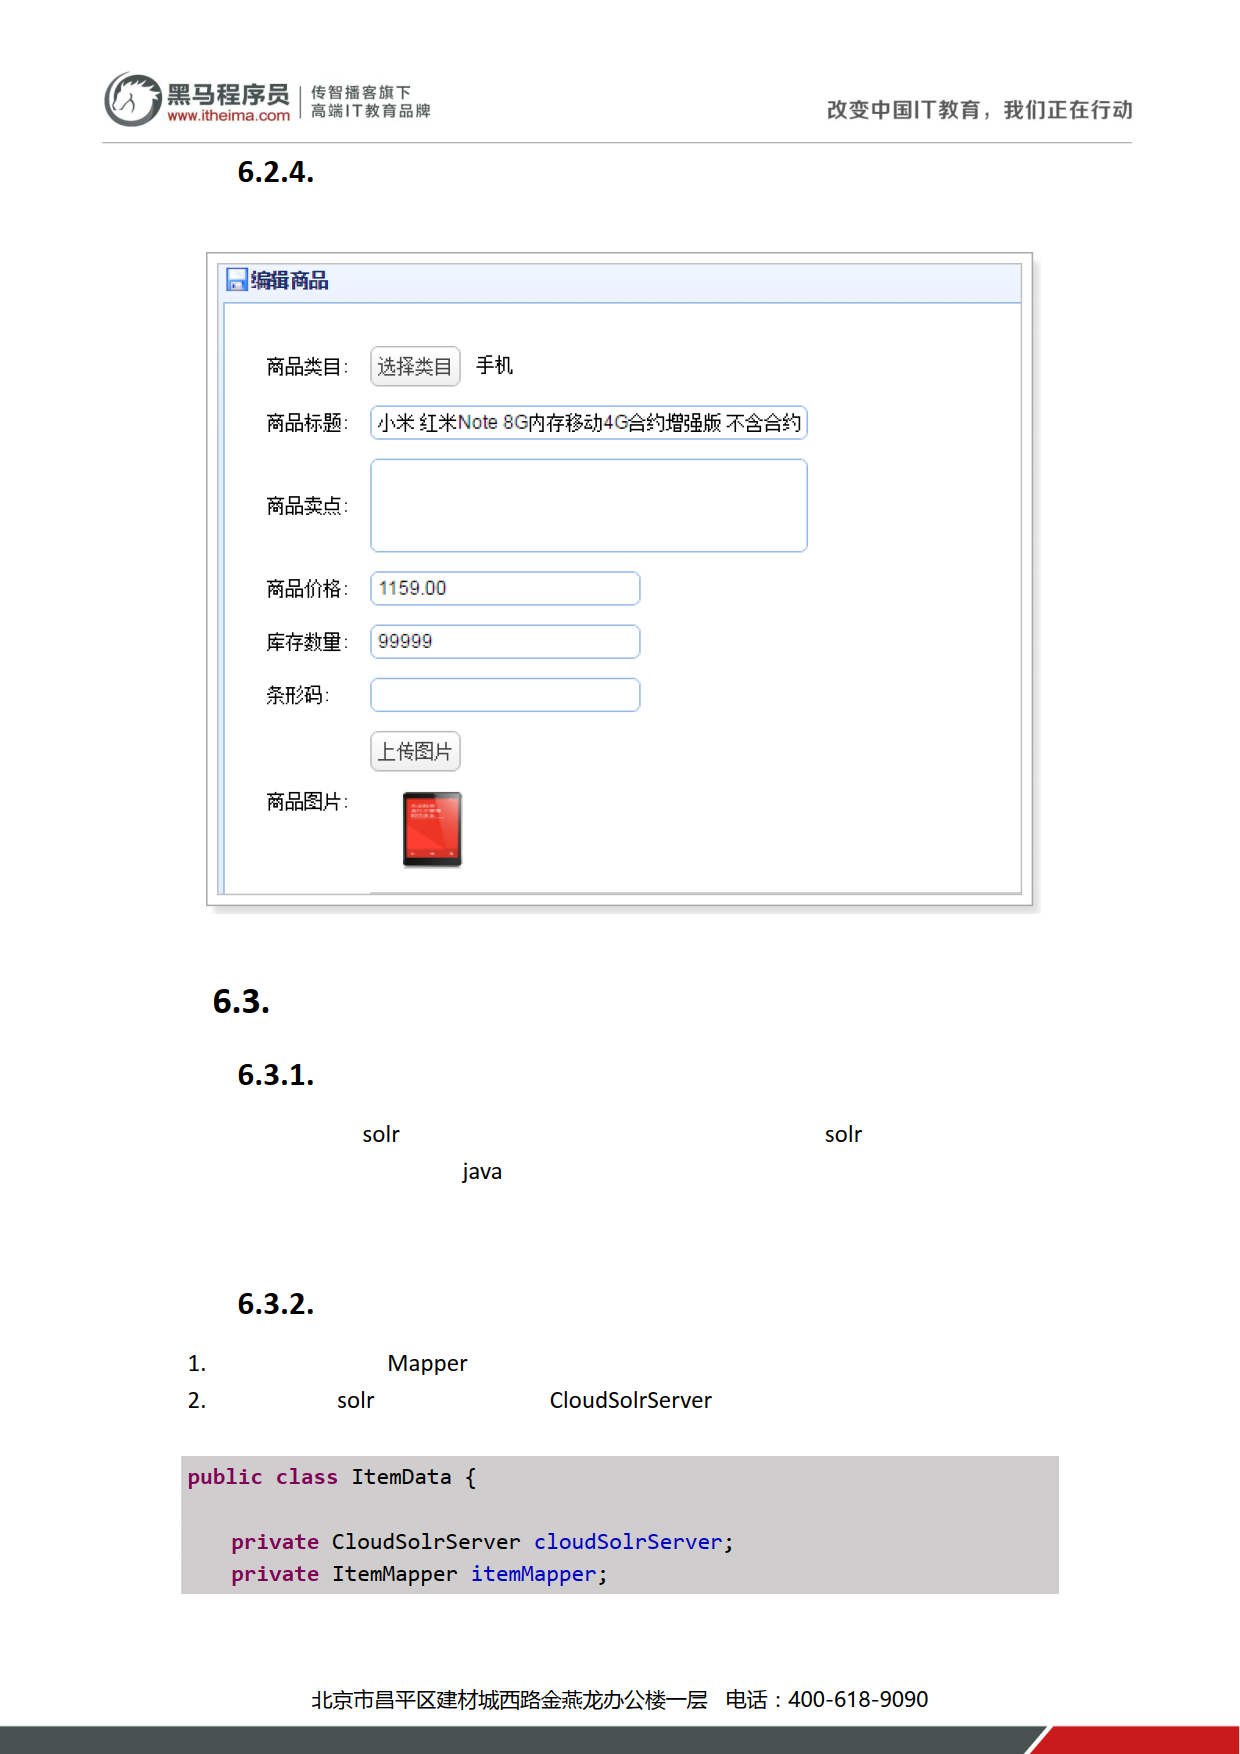 黑马程序员
www.itheima.com
传智播客旗下
高端IT教育品牌
改变中国IT教育，我们正在行动
6.2.4.
编辑商品
商品类目： 选择类目 手机
商品标题： 小米 红米Note 8G内存移动4G合约增强版 不含合约
商品卖点：
商品价格： 1159.00
库存数量： 99999
条形码：
上传图片
商品图片：
6.3.
6.3.1.
solr solr
java
6.3.2.
1. Mapper
2. solr CloudSolrServer
public class ItemData {
private CloudSolrServer cloudSolrServer;
private ItemMapper itemMapper;
北京市昌平区建材城西路金燕龙办公楼一层 电话：400-618-9090